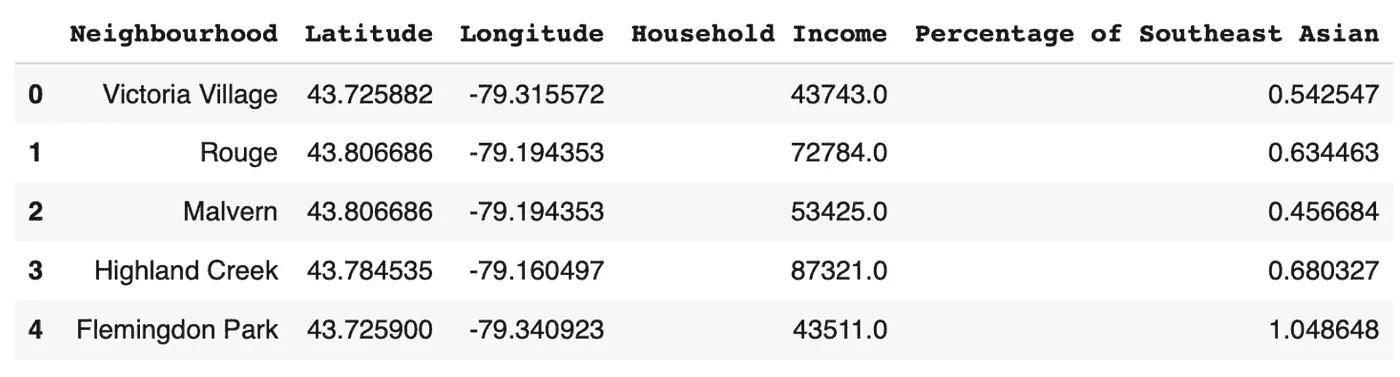 Neighbourhood Latitude Longitude Household Income Percentage of Southeast Asian
0 Victoria Village 43.725882 -79.315572 43743.0 0.542547
1 Rouge 43.806686 -79.194353 72784.0 0.634463
2 Malvern 43.806686 -79.194353 53425.0 0.456684
3 Highland Creek 43.784535 -79.160497 87321.0 0.680327
4 Flemingdon Park 43.725900 -79.340923 43511.0 1.048648